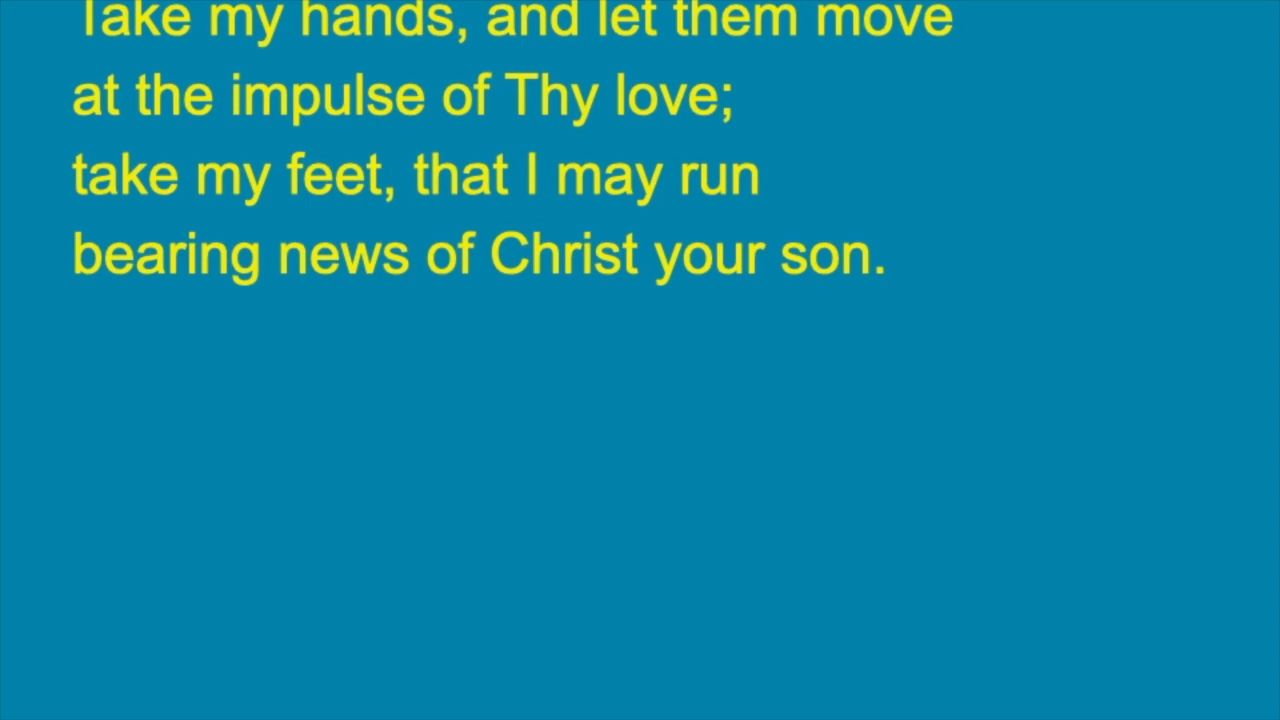 Take my hands, and let them move
at the impulse of Thy love;
take my feet, that I may run
bearing news of Christ your son.